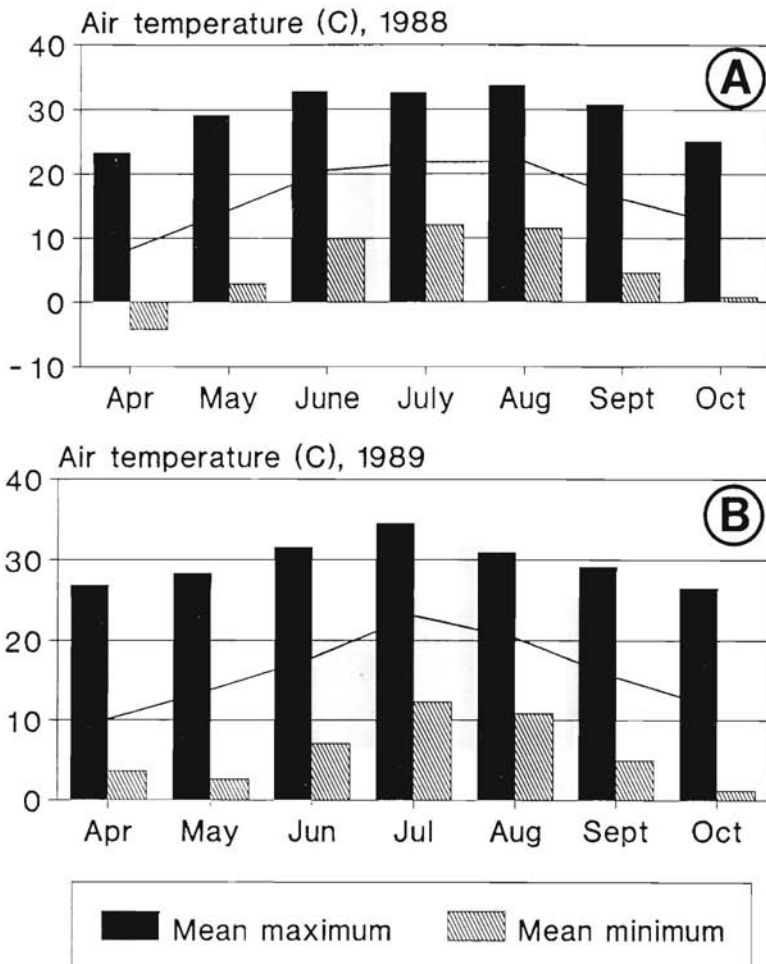 Air temperature (C), 1988
A
40
30
20
10
0
-10
Apr May June July Aug Sept Oct
Air temperature (C), 1989
B
40
30
20
10
0
Apr May Jun Jul Aug Sept Oct
Mean maximum Mean minimum